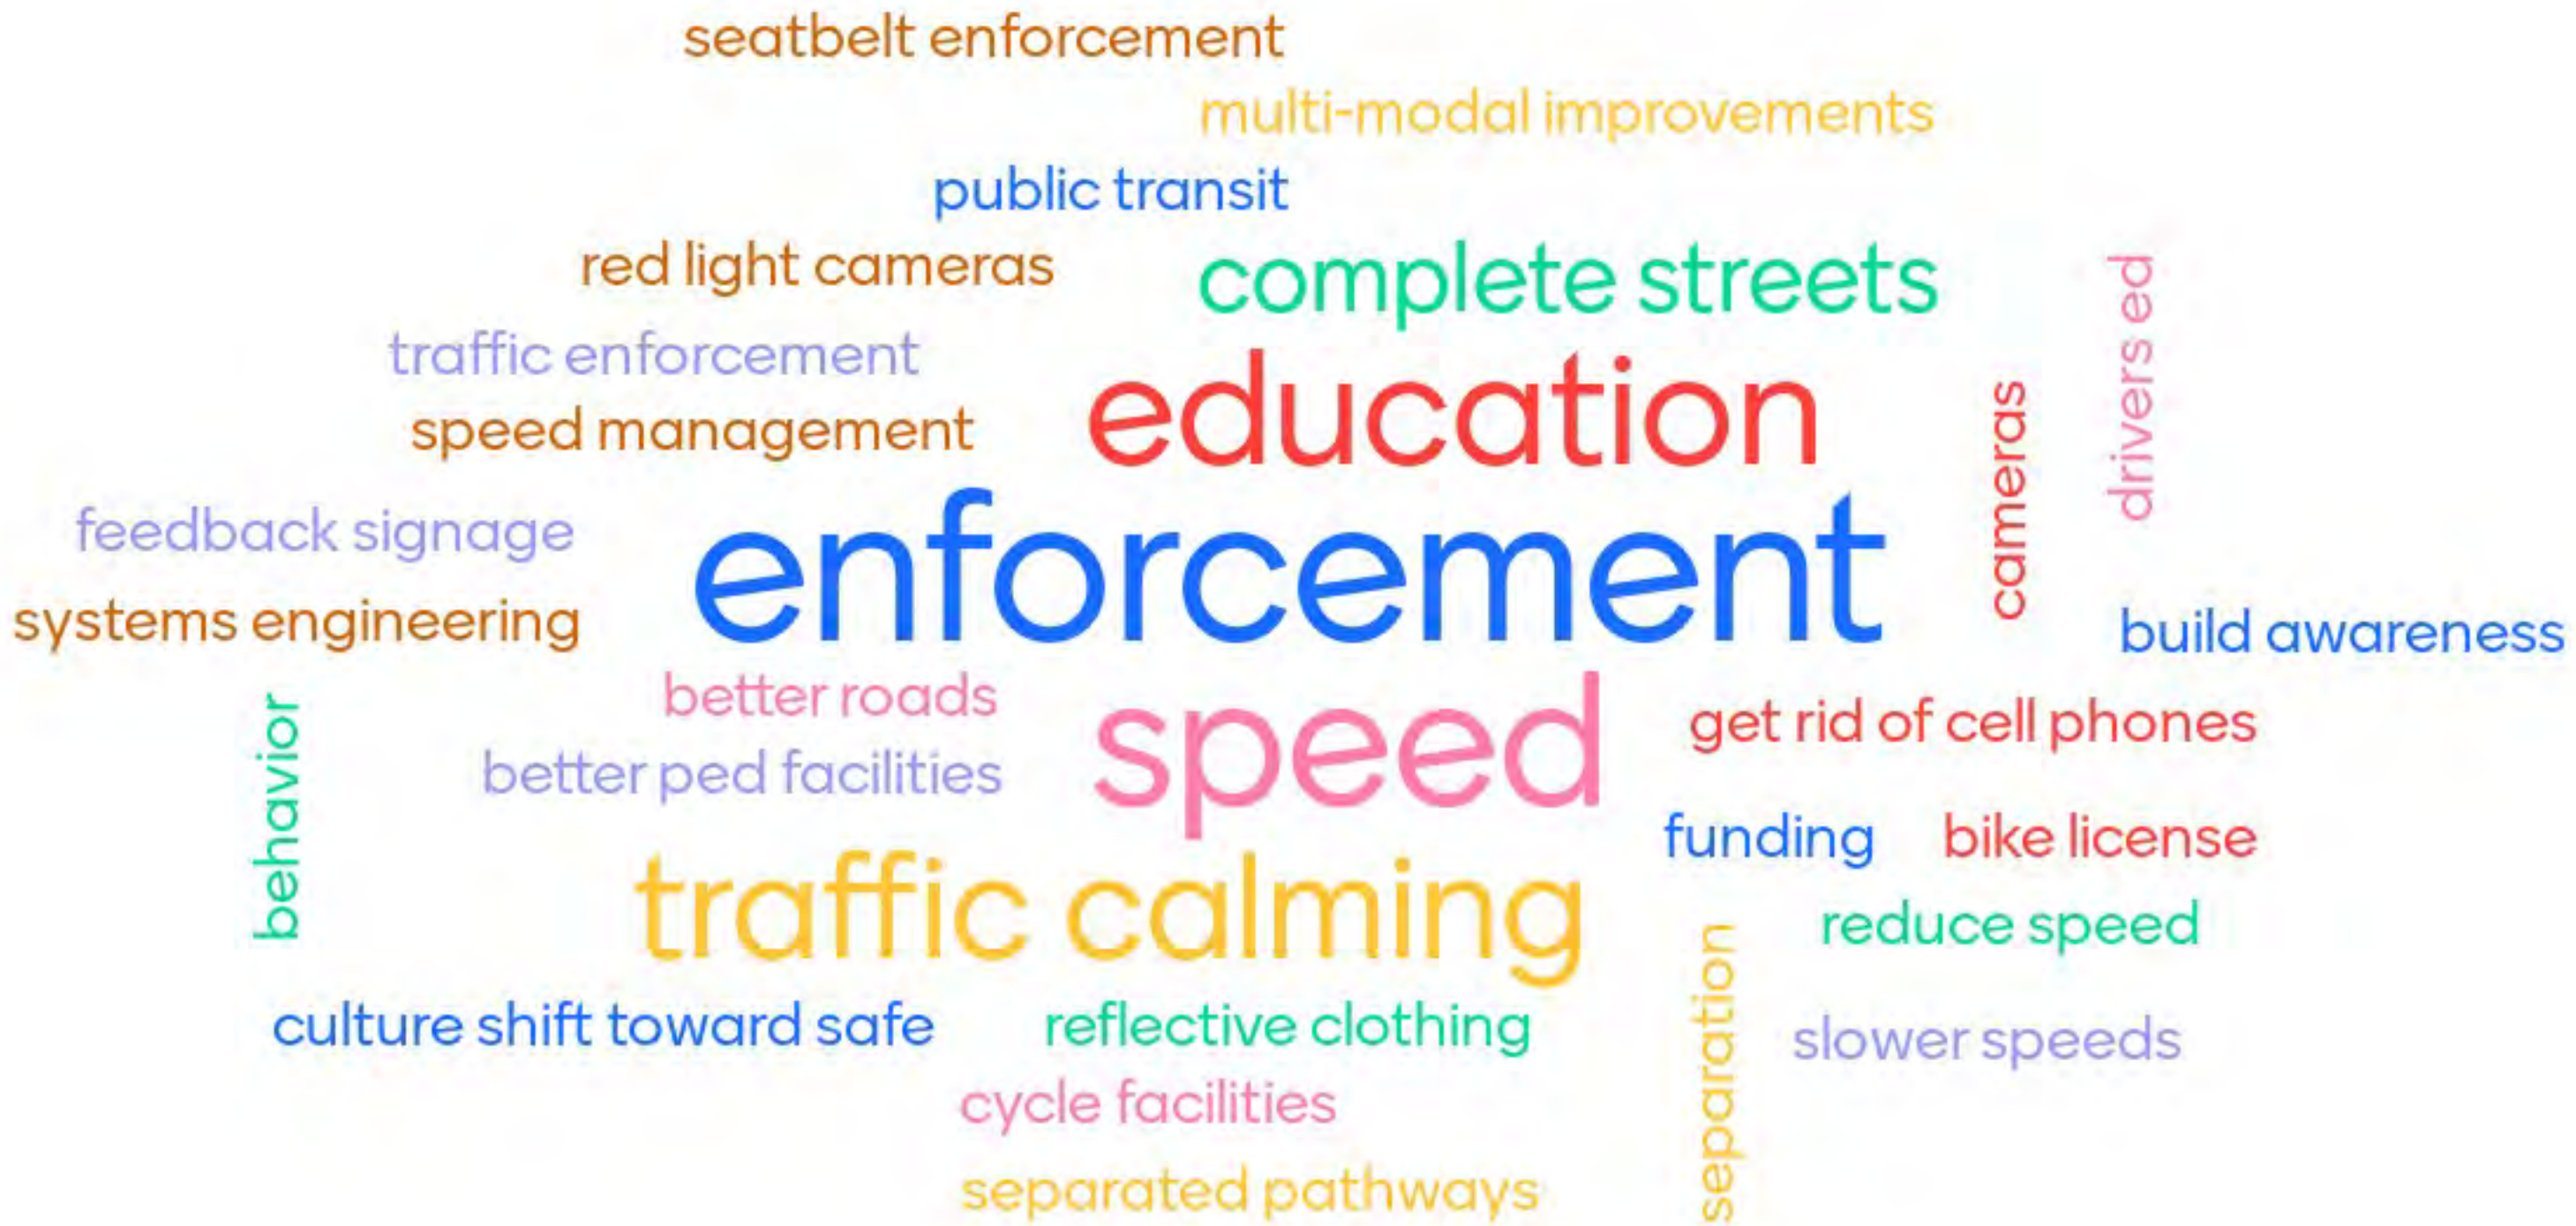 seatbelt enforcement
multi-modal improvements
public transit
red light cameras
complete streets
drivers ed
traffic enforcement
education
cameras
speed management
feedback signage
enforcement
systems engineering
build awareness
better roads
speed
get rid of cell phones
behavior
better ped facilities
funding
bike license
traffic calming
reduce speed
separation
culture shift toward safe
reflective clothing
slower speeds
cycle facilities
separated pathways